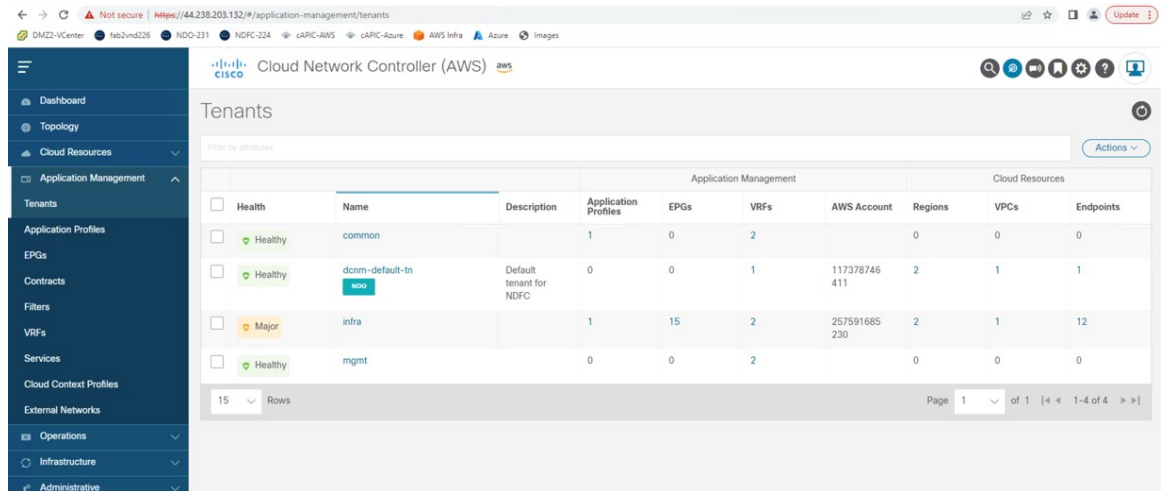 Not secure | https://44.238.203.132/#/application-management/tenants
Update
DMZ2-VCenter fab2vnd226 NDO-231 NDFC-224 cAPIC-AWS cAPIC-Azure AWS Infra Azure Images
CISCO Cloud Network Controller (AWS) aws
Dashboard
Topology
Cloud Resources
Application Management
Tenants
Application Profiles
EPGs
Contracts
Filters
VRFs
Services
Cloud Context Profiles
External Networks
Operations
Infrastructure
Administrative
Tenants
Filter by attributes
Actions
Application Management Cloud Resources
Health Name Description Application Profiles EPGs VRFs AWS Account Regions VPCs Endpoints
Healthy common 1 0 2 0 0 0
Healthy dcnm-default-tn Default 0 0 1 117378746 2 1 1
NDO tenant for 411
NDFC
Major infra 1 15 2 257591685 2 1 12
230
Healthy mgmt 0 0 2 0 0 0
15 Rows Page 1 of 1 1-4 of 4